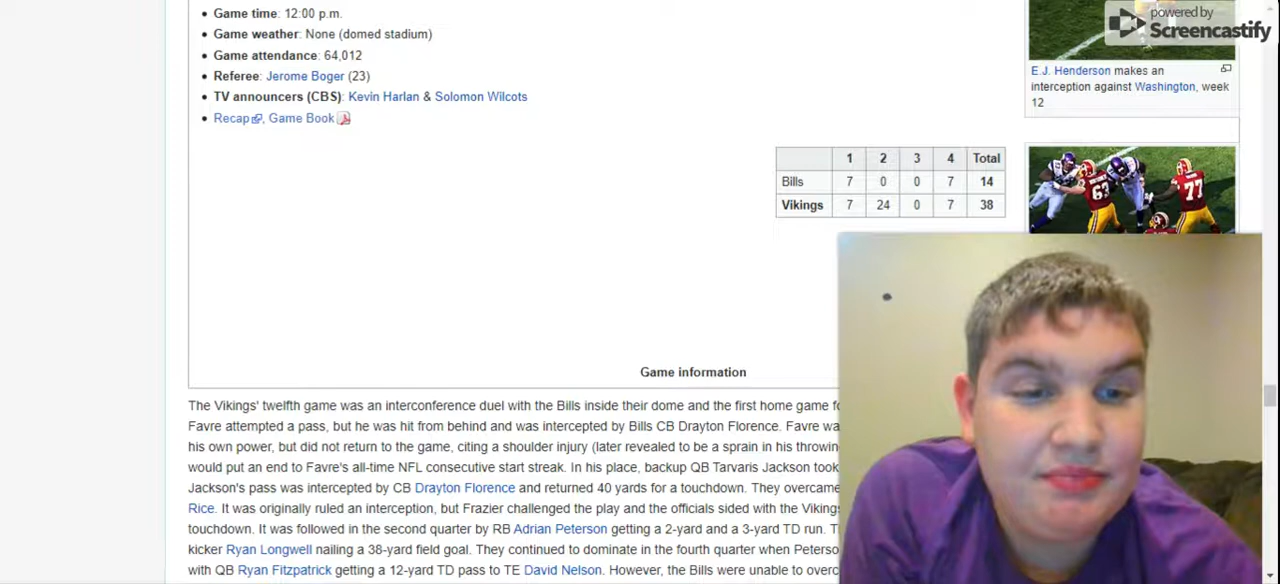 Game time: 12:00 p.m.
Game weather: None (domed stadium)
Game attendance: 64,012
Referee: Jerome Boger (23)
TV announcers (CBS): Kevin Harlan & Solomon Wilcots
Recap, Game Book
powered by
Screencastify
E.J. Henderson makes an
interception against Washington, week
12
1 2 3 4 Total
Bills 7 0 0 7 14
Vikings 7 24 0 7 38
63
77
Game information
The Vikings' twelfth game was an interconference duel with the Bills inside their dome and the first home game
Favre attempted a pass, but he was hit from behind and was intercepted by Bills CB Drayton Florence. Favre
his own power, but did not return to the game, citing a shoulder injury (later revealed to be a sprain in his
would put an end to Favre's all-time NFL consecutive start streak. In his place, backup QB Tarvaris Jackson took
Jackson's pass was intercepted by CB Drayton Florence and returned 40 yards for a touchdown. They overcame
Rice. It was originally ruled an interception, but Frazier challenged the play and the officials sided with the
touchdown. It was followed in the second quarter by RB Adrian Peterson getting a 2-yard and a 3-yard TD run.
kicker Ryan Longwell nailing a 38-yard field goal. They continued to dominate in the fourth quarter when
with QB Ryan Fitzpatrick getting a 12-yard TD pass to TE David Nelson. However, the Bills were unable to